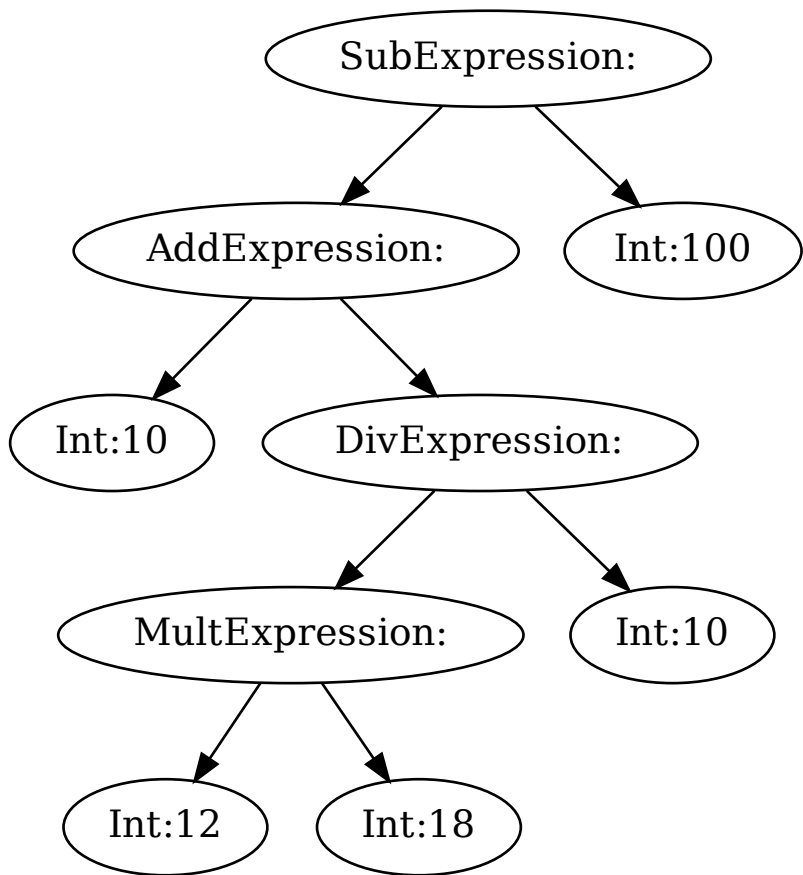 SubExpression:
AddExpression:
Int:100
Int:10
DivExpression:
MultExpression:
Int:10
Int:12
Int:18